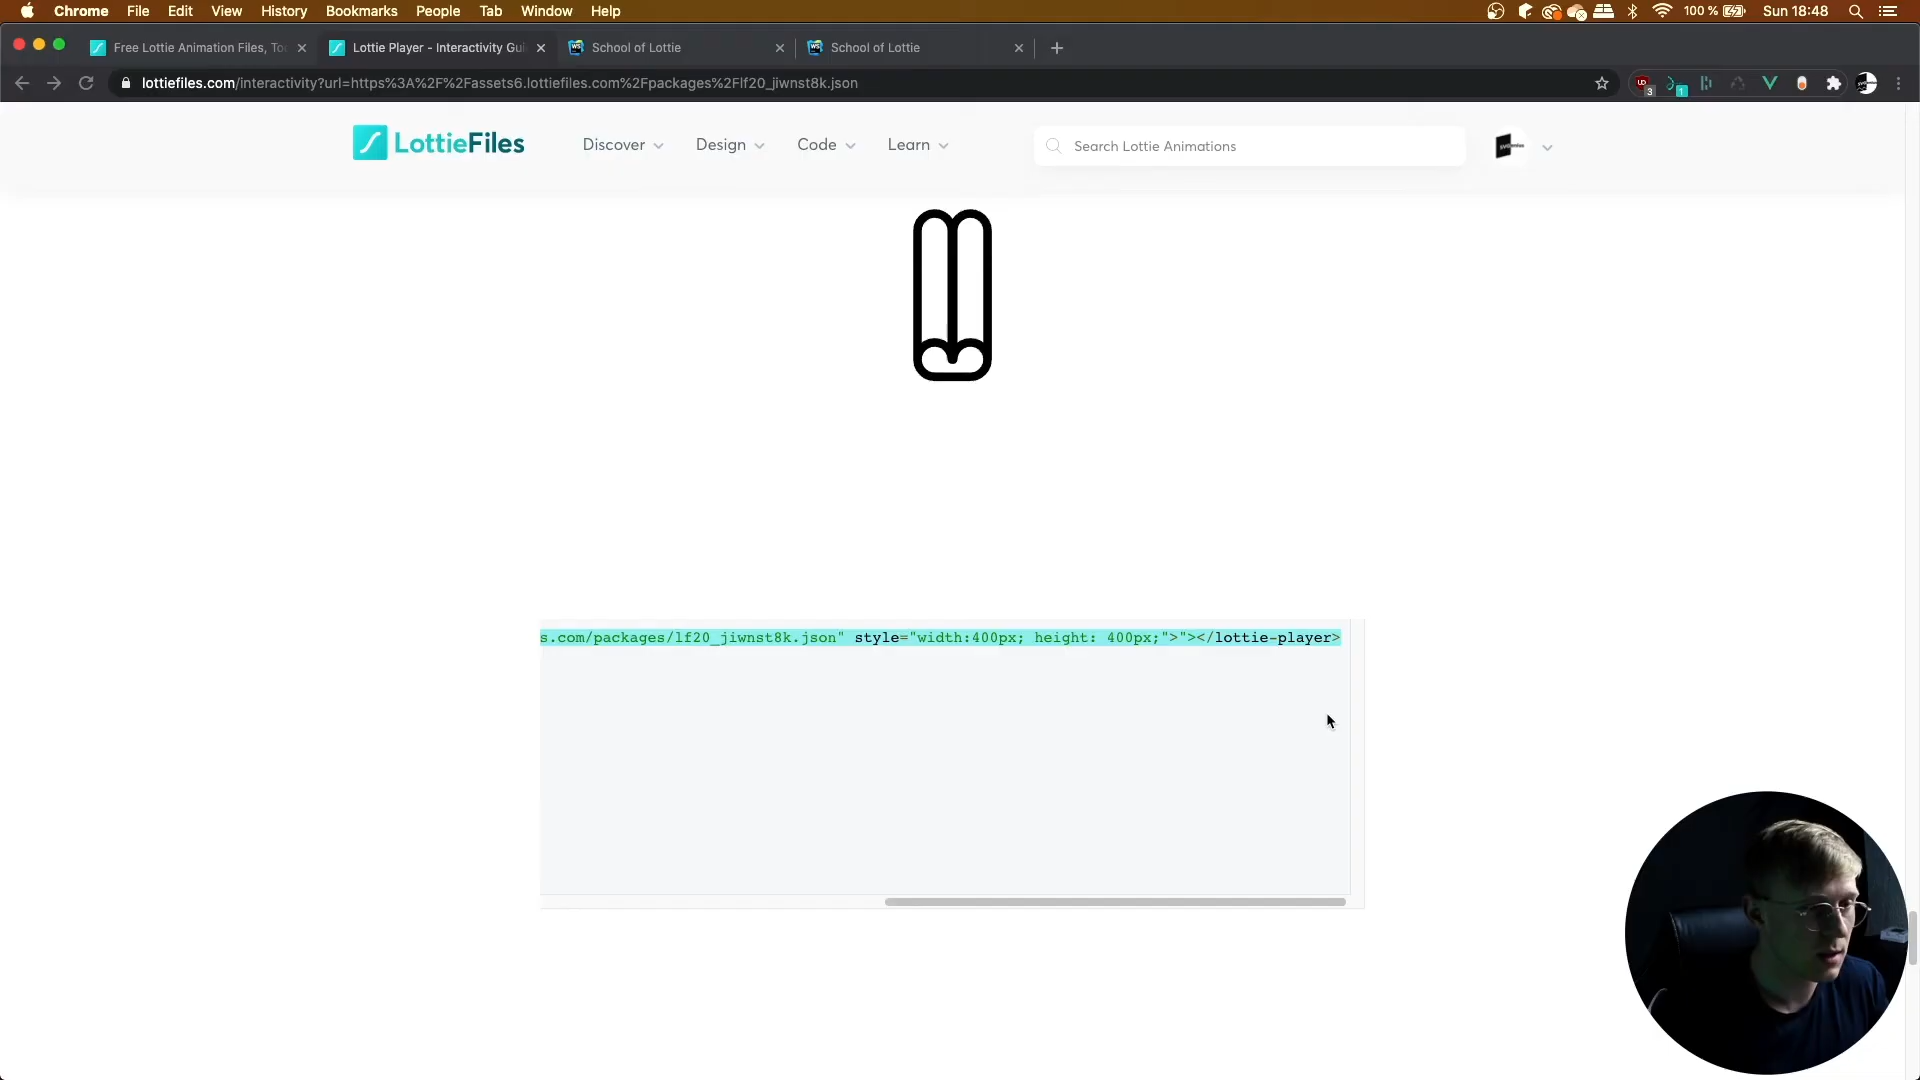 Chrome File Edit View History Bookmarks People Tab Window Help 100 % Sun 18:48
Free Lottie Animation Files, To
Lottie Player - Interactivity Gui
School of Lottie
School of Lottie
lottiefiles.com/interactivity?url=https%3A%2F%2Fassets6.lottiefiles.com%2Fpackages%2Flf20_jiwnst8k.json
3
1
LottieFiles Discover Design Code Learn Search Lottie Animations
s.com/packages/lf20_jiwnst8k.json" style="width:400px; height: 400px;">"></lottie-player>